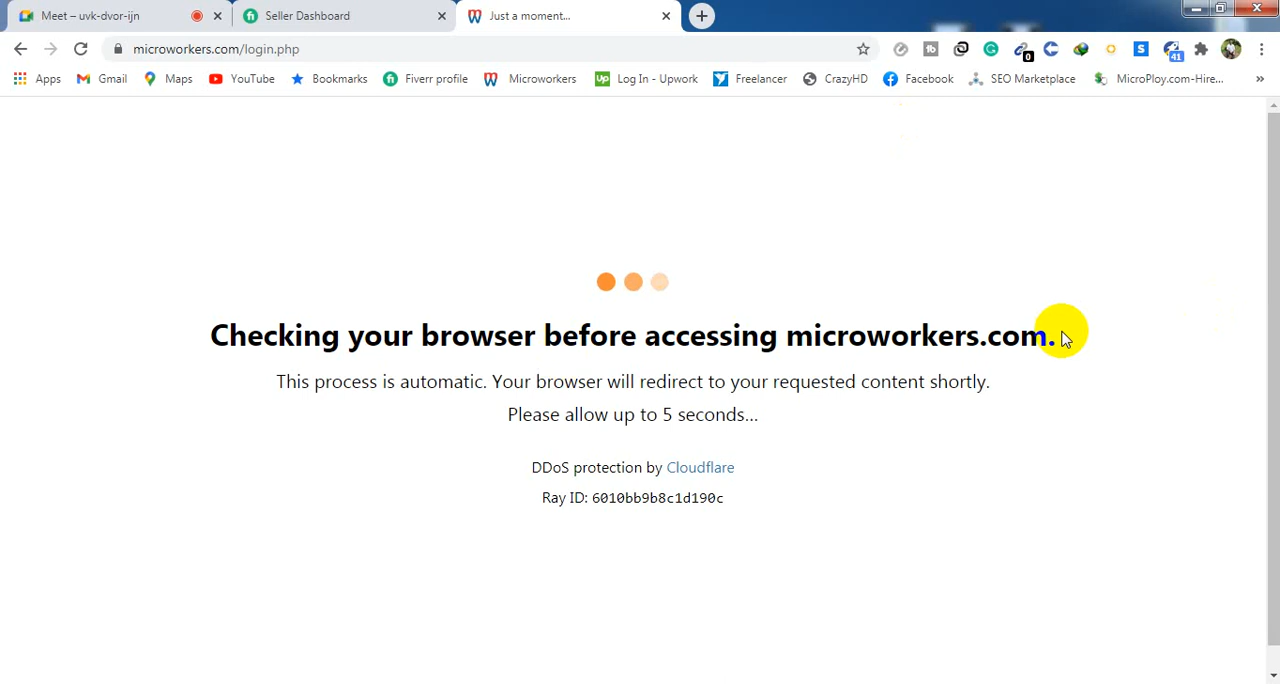 Meet – uvk-dvor-ijn
Seller Dashboard
Just a moment...
microworkers.com/login.php
0
41
Apps
Gmail
Maps
YouTube
Bookmarks
Fiverr profile
Microworkers
Up Log In - Upwork
Freelancer
CrazyHD
Facebook
SEO Marketplace
MicroPloy.com-Hire...
Checking your browser before accessing microworkers.com.
This process is automatic. Your browser will redirect to your requested content shortly.
Please allow up to 5 seconds...
DDoS protection by Cloudflare
Ray ID: 6010bb9b8c1d190c